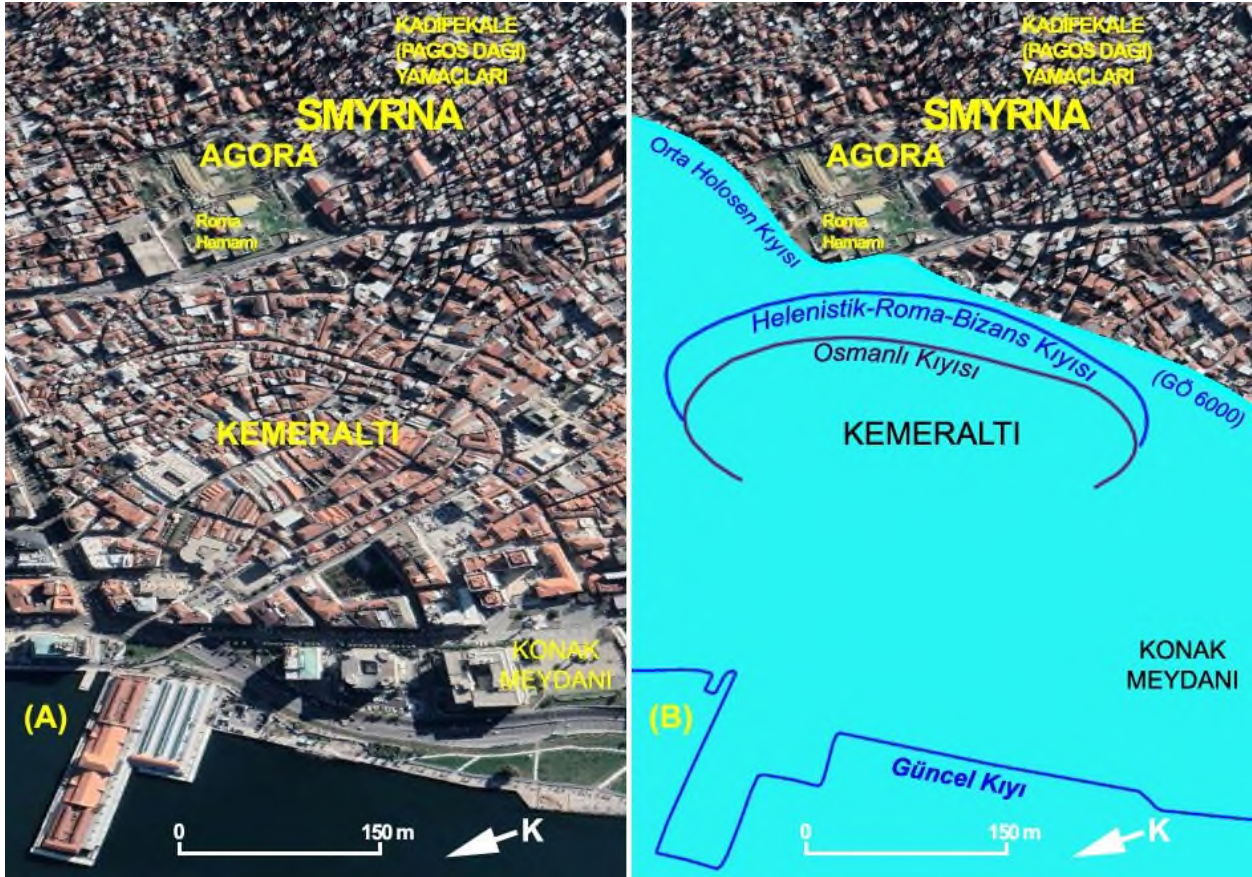 KADİFEKALE
(PAGOS DAĞI)
YAMAÇLARI
SMYRNA
AGORA
Roma
Hamamı
KEMERALTI
KONAK
MEYDANI
(A)
0 150 m
K
KADİFEKALE
(PAGOS DAĞI)
YAMAÇLARI
SMYRNA
AGORA
Orta Holosen Kıyısı
Roma
Hamamı
Helenistik-Roma-Bizans Kıyısı
Osmanlı Kıyısı
(GÖ 6000)
KEMERALTI
KONAK
MEYDANI
(B)
Güncel Kıyı
0 150 m
K